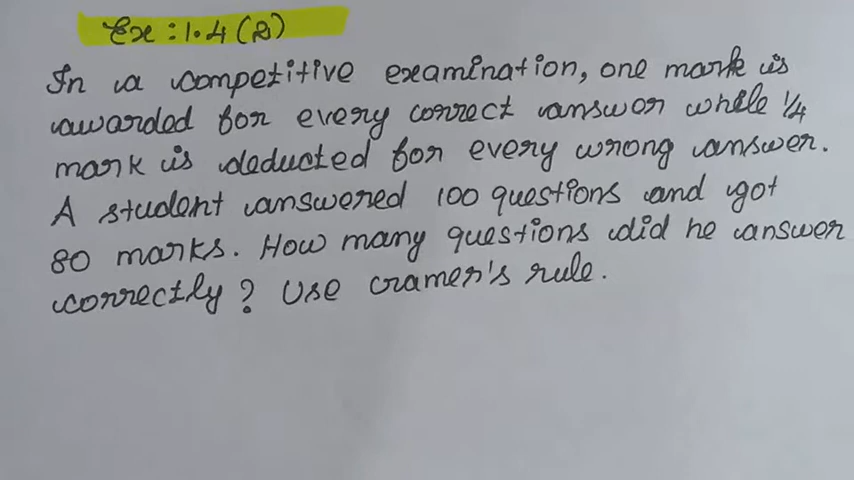 Ex : 1.4 (2)
In a competitive examination, one mark is
awarded for every correct answer while 1/4
mark is deducted for every wrong answer.
A student answered 100 questions and got
80 marks. How many questions did he answer
correctly? Use cramer's rule.